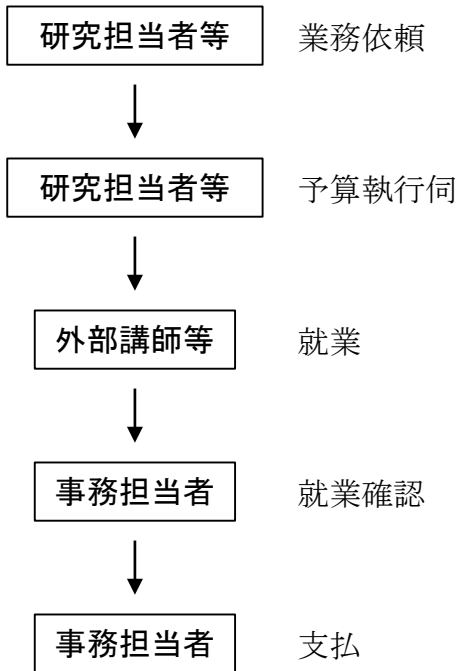 研究担当者等 業務依頼
研究担当者等 予算執行伺
外部講師等 就業
事務担当者 就業確認
事務担当者 支払